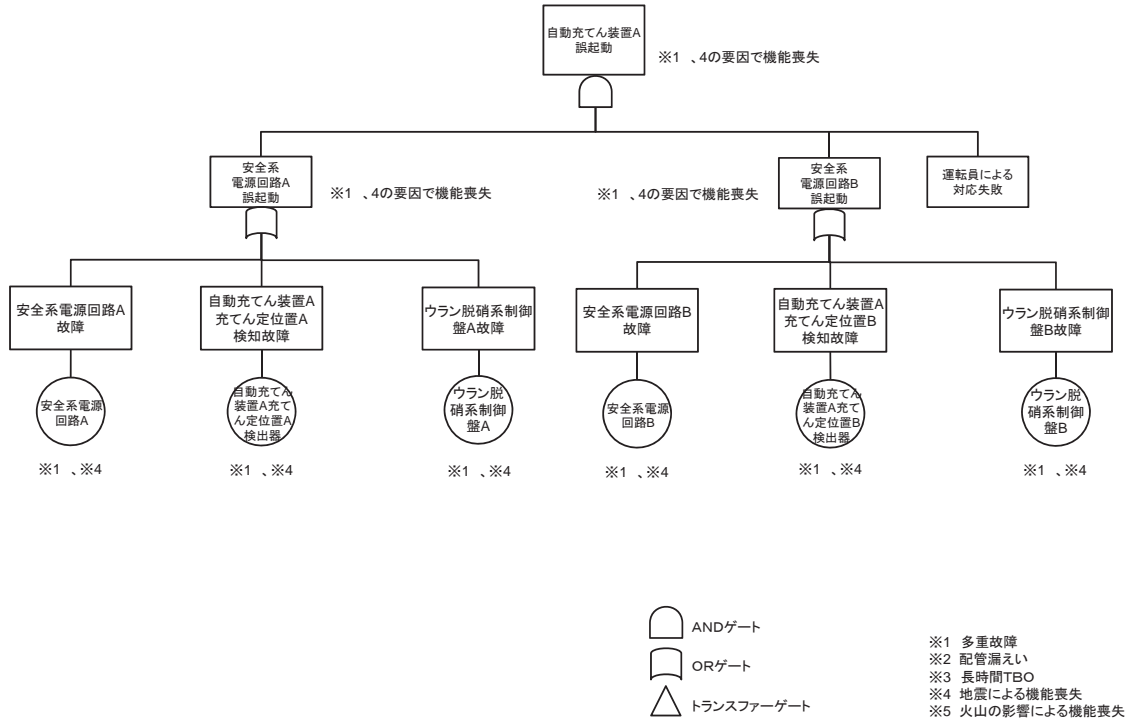 自動充てん装置A
誤起動
※1 、4の要因で機能喪失
安全系
電源回路A
誤起動
※1 、4の要因で機能喪失
※1 、4の要因で機能喪失
安全系
電源回路B
誤起動
運転員による
対応失敗
安全系電源回路A
故障
自動充てん装置A
充てん定位置A
検知故障
ウラン脱硝系制御
盤A故障
安全系電源回路B
故障
自動充てん装置A
充てん定位置B
検知故障
ウラン脱硝系制御
盤B故障
安全系電源
回路A
自動充てん
装置A充て
ん定位置A
検出器
ウラン脱
硝系制御
盤A
安全系電源
回路B
自動充てん
装置A充て
ん定位置B
検出器
ウラン脱
硝系制御
盤B
※1 、※4
※1 、※4
※1 、※4
※1 、※4
※1 、※4
※1 、※4
ANDゲート
ORゲート
トランスファーゲート
※1 多重故障
※2 配管漏えい
※3 長時間TBO
※4 地震による機能喪失
※5 火山の影響による機能喪失